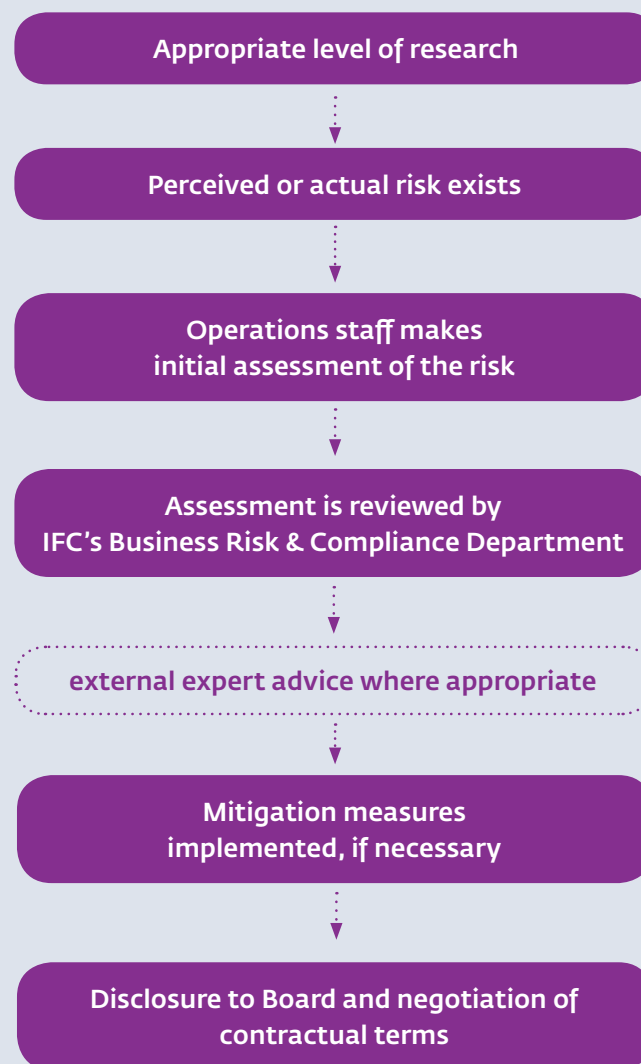 Appropriate level of research
Perceived or actual risk exists
Operations staff makes
initial assessment of the risk
Assessment is reviewed by
IFC's Business Risk & Compliance Department
external expert advice where appropriate
Mitigation measures
implemented, if necessary
Disclosure to Board and negotiation of
contractual terms